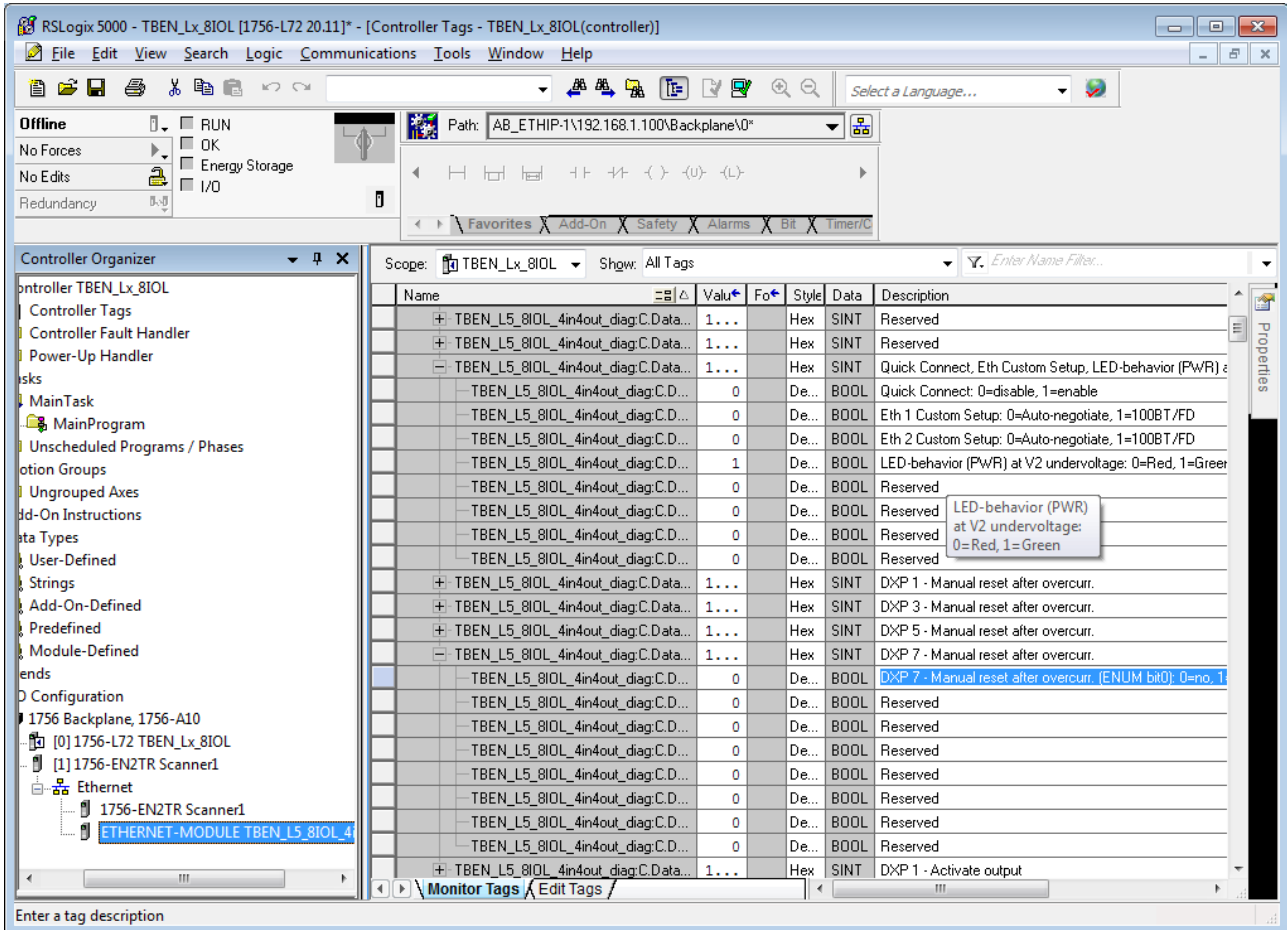 RSLogix 5000 - TBEN_Lx_8IOL [1756-L72 20.11]* - [Controller Tags - TBEN_Lx_8IOL(controller)]
File Edit View Search Logic Communications Tools Window Help
Select a Language...
Offline RUN
No Forces OK
No Edits Energy Storage
Redundancy I/O
Path: AB_ETHIP-1\192.168.1.100\Backplane\0*
Favorites Add-On Safety Alarms Bit Timer/C
Controller Organizer
ontroller TBEN_Lx_8IOL
Controller Tags
Controller Fault Handler
Power-Up Handler
asks
MainTask
MainProgram
Unscheduled Programs / Phases
otion Groups
Ungrouped Axes
dd-On Instructions
ata Types
User-Defined
Strings
Add-On-Defined
Predefined
Module-Defined
ends
O Configuration
1756 Backplane, 1756-A10
[0] 1756-L72 TBEN_Lx_8IOL
[1] 1756-EN2TR Scanner1
Ethernet
1756-EN2TR Scanner1
ETHERNET-MODULE TBEN_L5_8IOL_4i
Scope: TBEN_Lx_8IOL Show: All Tags Enter Name Filter...
Name Valu Fo Style Data Description
TBEN_L5_8IOL_4in4out_diag:C.Data... 1... Hex SINT Reserved
TBEN_L5_8IOL_4in4out_diag:C.Data... 1... Hex SINT Reserved
TBEN_L5_8IOL_4in4out_diag:C.Data... 1... Hex SINT Quick Connect, Eth Custom Setup, LED-behavior (PWR) a
TBEN_L5_8IOL_4in4out_diag:C.D... 0 De... BOOL Quick Connect: 0=disable, 1=enable
TBEN_L5_8IOL_4in4out_diag:C.D... 0 De... BOOL Eth 1 Custom Setup: 0=Auto-negotiate, 1=100BT/FD
TBEN_L5_8IOL_4in4out_diag:C.D... 0 De... BOOL Eth 2 Custom Setup: 0=Auto-negotiate, 1=100BT/FD
TBEN_L5_8IOL_4in4out_diag:C.D... 1 De... BOOL LED-behavior (PWR) at V2 undervoltage: 0=Red, 1=Green
TBEN_L5_8IOL_4in4out_diag:C.D... 0 De... BOOL Reserved
TBEN_L5_8IOL_4in4out_diag:C.D... 0 De... BOOL Reserved
TBEN_L5_8IOL_4in4out_diag:C.D... 0 De... BOOL Reserved
TBEN_L5_8IOL_4in4out_diag:C.D... 0 De... BOOL Reserved
LED-behavior (PWR)
at V2 undervoltage:
0=Red, 1=Green
TBEN_L5_8IOL_4in4out_diag:C.Data... 1... Hex SINT DXP 1 - Manual reset after overcurr.
TBEN_L5_8IOL_4in4out_diag:C.Data... 1... Hex SINT DXP 3 - Manual reset after overcurr.
TBEN_L5_8IOL_4in4out_diag:C.Data... 1... Hex SINT DXP 5 - Manual reset after overcurr.
TBEN_L5_8IOL_4in4out_diag:C.Data... 1... Hex SINT DXP 7 - Manual reset after overcurr.
TBEN_L5_8IOL_4in4out_diag:C.D... 0 De... BOOL DXP 7 - Manual reset after overcurr. (ENUM bit0): 0=no, 1
TBEN_L5_8IOL_4in4out_diag:C.D... 0 De... BOOL Reserved
TBEN_L5_8IOL_4in4out_diag:C.D... 0 De... BOOL Reserved
TBEN_L5_8IOL_4in4out_diag:C.D... 0 De... BOOL Reserved
TBEN_L5_8IOL_4in4out_diag:C.D... 0 De... BOOL Reserved
TBEN_L5_8IOL_4in4out_diag:C.D... 0 De... BOOL Reserved
TBEN_L5_8IOL_4in4out_diag:C.D... 0 De... BOOL Reserved
TBEN_L5_8IOL_4in4out_diag:C.D... 0 De... BOOL Reserved
TBEN_L5_8IOL_4in4out_diag:C.Data... 1... Hex SINT DXP 1 - Activate output
Monitor Tags Edit Tags
Properties
Enter a tag description